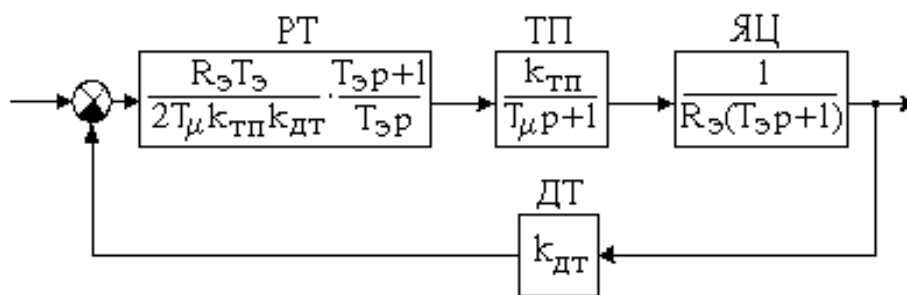 РТ
ТП
ЯЦ
RэTэ / 2Tμkтпkдт · Tэp+1 / Tэp
kтп / Tμp+1
1 / Rэ(Tэp+1)
ДТ
kдт